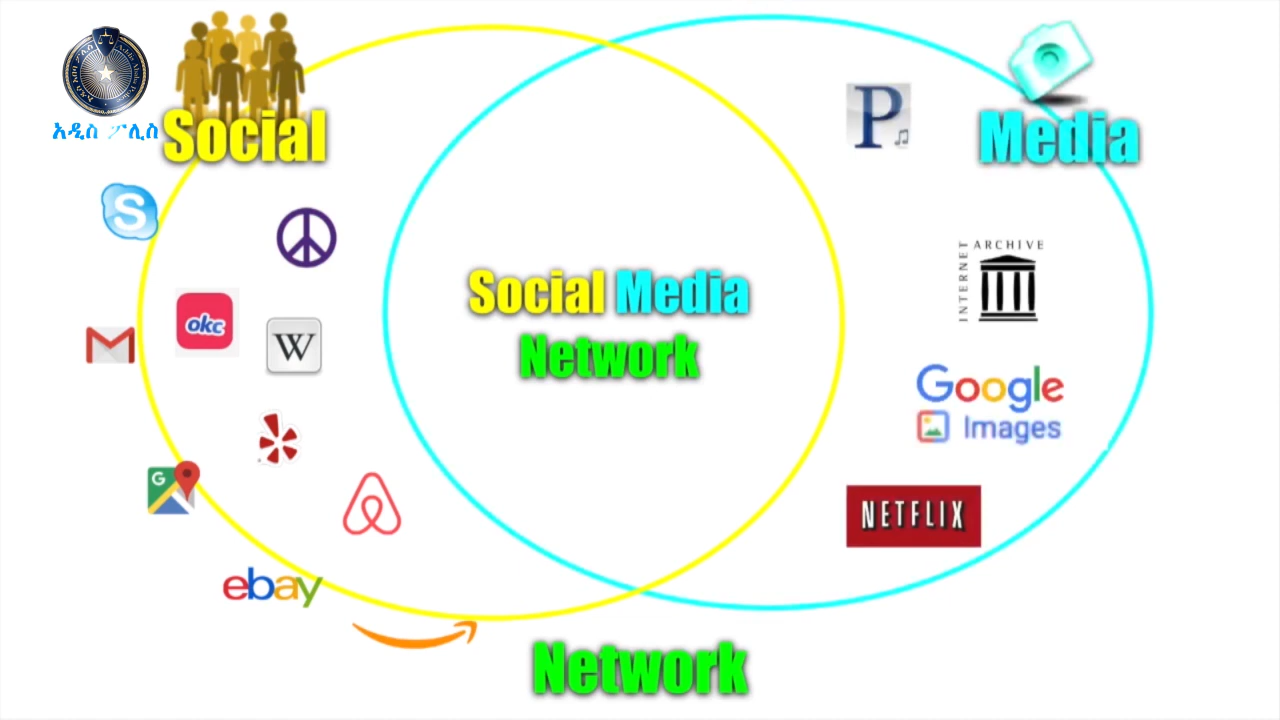 አዲስ ፖሊስ
Social
Media
P
S
INTERNET ARCHIVE
okc
W
Social Media
Network
Google
Images
G
NETFLIX
ebay
Network